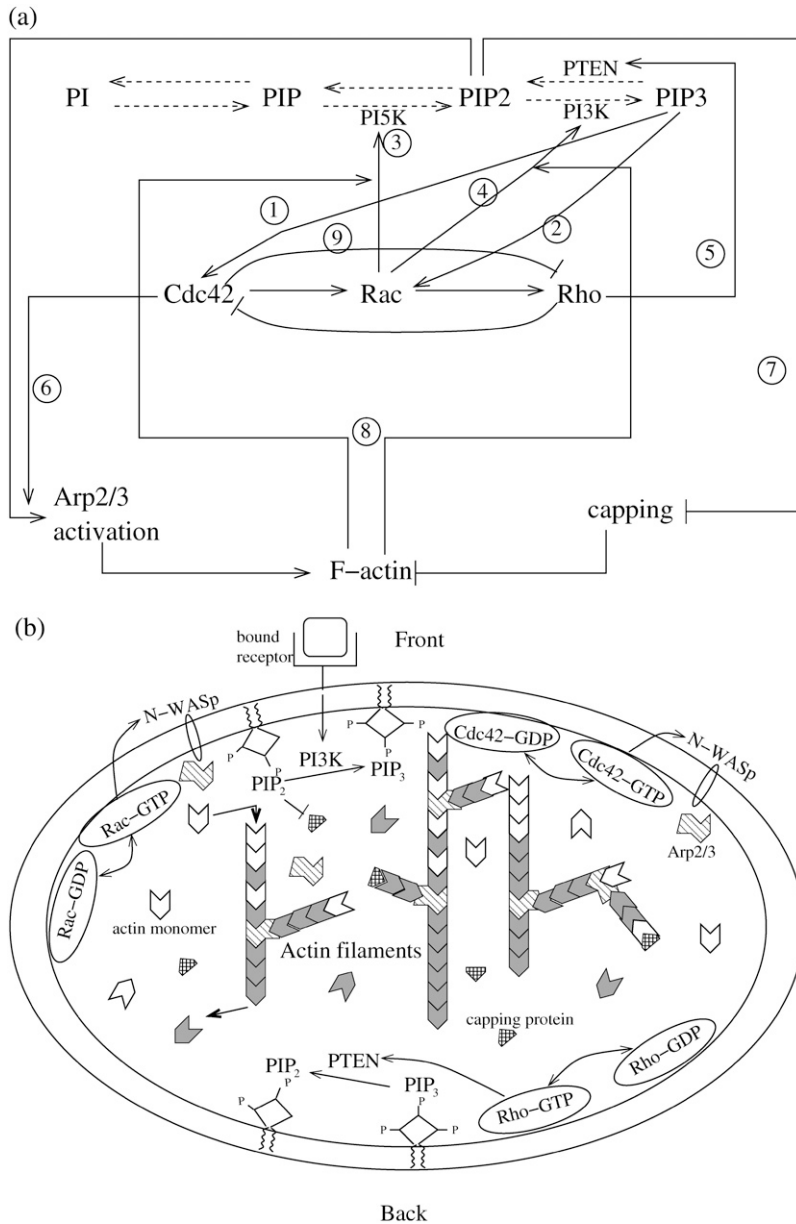 (a)
PTEN
PI PIP PIP2 PIP3
PI5K PI3K
3
4
1
9 2
5
Cdc42 Rac Rho
6 7
8
Arp2/3
activation
capping
F−actin
(b)
bound
receptor
Front
N−WASp
P P P P
Cdc42−GDP
N−WASp
PI3K
P P
PIP2 PIP3
Cdc42−GTP
Rac−GTP
Arp2/3
Rac−GDP
actin monomer
Actin filaments
capping protein
PTEN
Rho−GDP
PIP2
P PIP3
P P
Rho−GTP
P P
Back